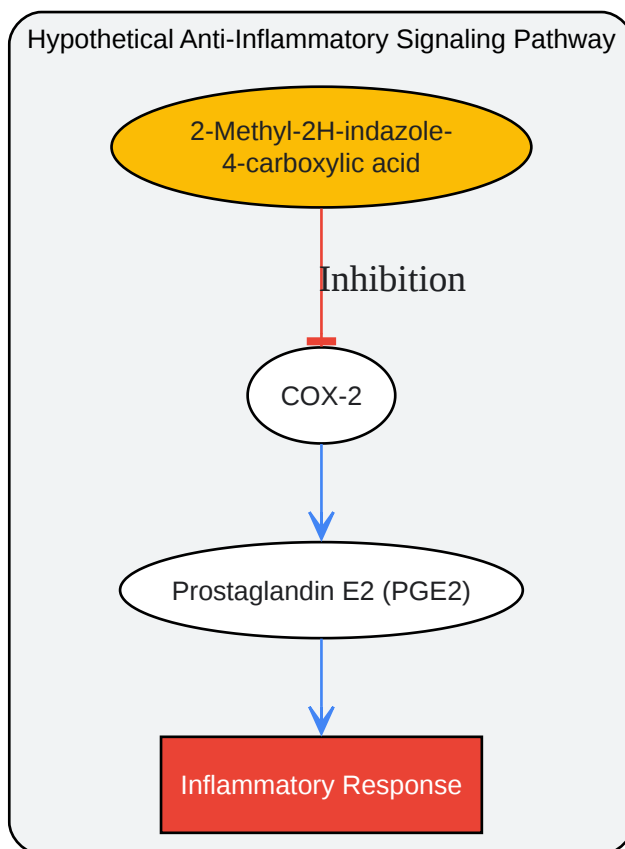 Hypothetical Anti-Inflammatory Signaling Pathway
2-Methyl-2H-indazole-
4-carboxylic acid
Inhibition
COX-2
Prostaglandin E2 (PGE2)
Inflammatory Response